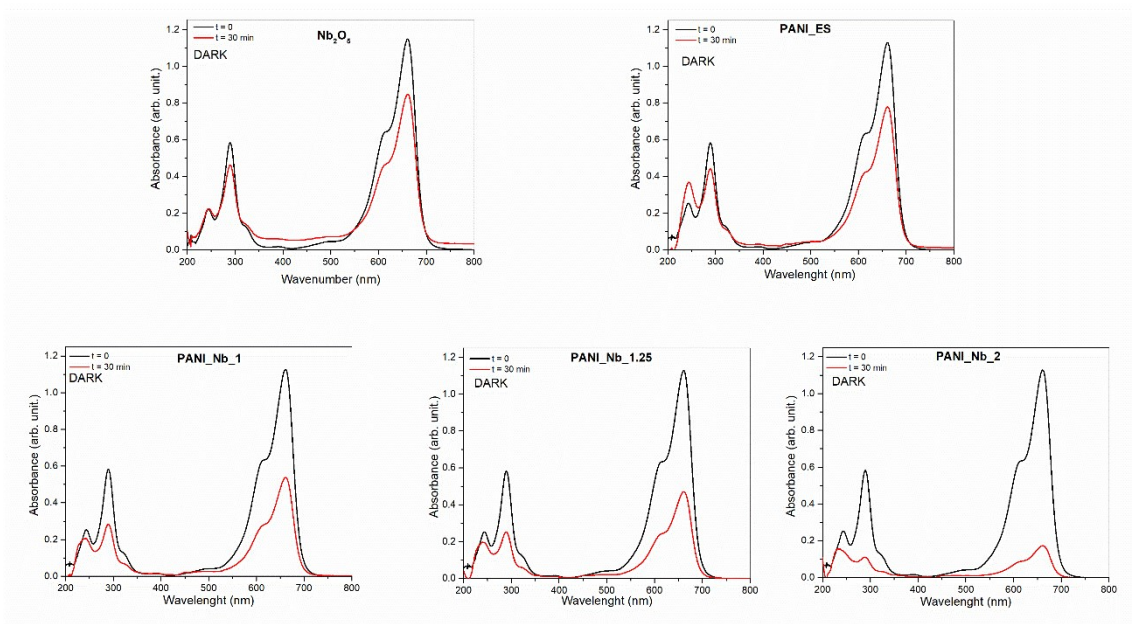 Nb₂O₅
t = 0
t = 30 min
DARK
Absorbance (arb. unit.)
1.2
1.0
0.8
0.6
0.4
0.2
0.0
200 300 400 500 600 700 800
Wavenumber (nm)
PANI_ES
t = 0
t = 30 min
DARK
Absorbance (arb. unit.)
1.2
1.0
0.8
0.6
0.4
0.2
0.0
200 300 400 500 600 700 800
Wavelenght (nm)
PANI_Nb_1
t = 0
t = 30 min
DARK
Absorbance (arb. unit.)
1.2
1.0
0.8
0.6
0.4
0.2
0.0
200 300 400 500 600 700 800
Wavelenght (nm)
PANI_Nb_1.25
t = 0
t = 30 min
DARK
Absorbance (arb. unit.)
1.2
1.0
0.8
0.6
0.4
0.2
0.0
200 300 400 500 600 700 800
Wavelenght (nm)
PANI_Nb_2
t = 0
t = 30 min
DARK
Absorbance (arb. unit.)
1.2
1.0
0.8
0.6
0.4
0.2
0.0
200 300 400 500 600 700 800
Wavelenght (nm)